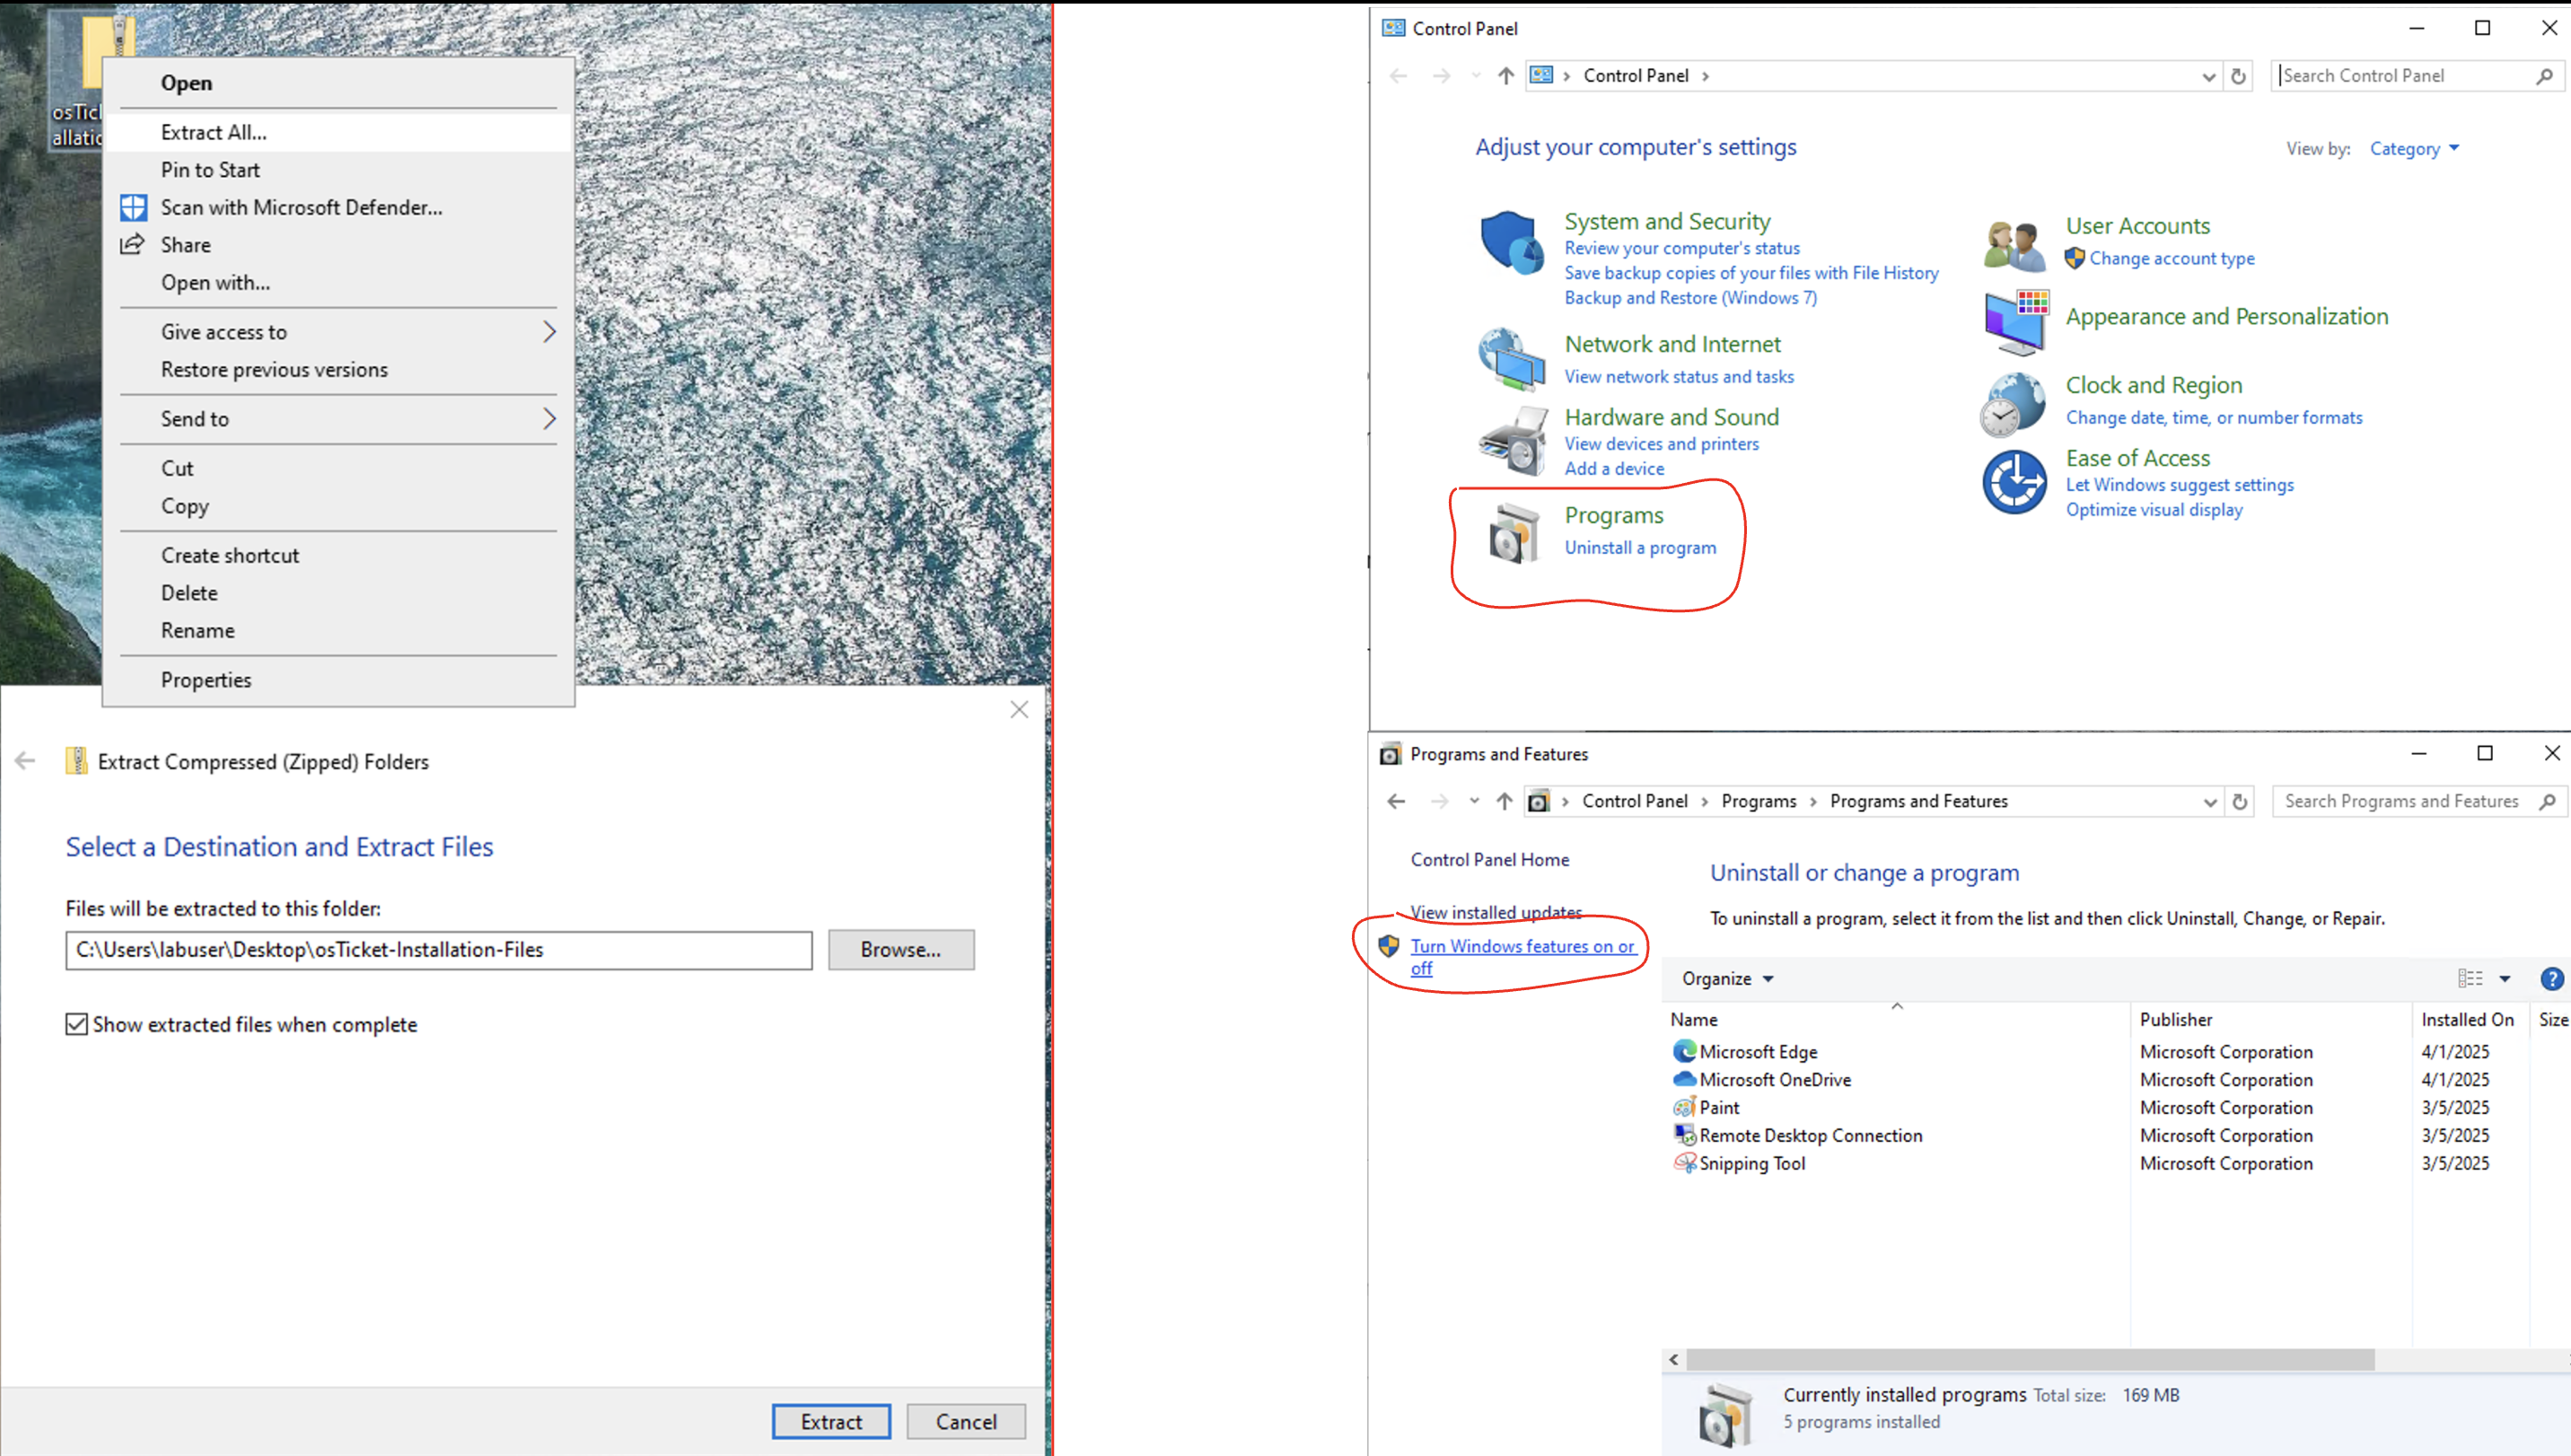 osTic
allatic
Open
Extract All...
Pin to Start
Scan with Microsoft Defender...
Share
Open with...
Give access to
Restore previous versions
Send to
Cut
Copy
Create shortcut
Delete
Rename
Properties
Extract Compressed (Zipped) Folders
Select a Destination and Extract Files
Files will be extracted to this folder:
C:\Users\labuser\Desktop\osTicket-Installation-Files
Browse...
Show extracted files when complete
Extract
Cancel
Control Panel
Control Panel
Search Control Panel
Adjust your computer's settings
View by: Category
System and Security
Review your computer's status
Save backup copies of your files with File History
Backup and Restore (Windows 7)
Network and Internet
View network status and tasks
Hardware and Sound
View devices and printers
Add a device
Programs
Uninstall a program
User Accounts
Change account type
Appearance and Personalization
Clock and Region
Change date, time, or number formats
Ease of Access
Let Windows suggest settings
Optimize visual display
Programs and Features
Control Panel > Programs > Programs and Features
Search Programs and Features
Control Panel Home
View installed updates
Turn Windows features on or
off
Uninstall or change a program
To uninstall a program, select it from the list and then click Uninstall, Change, or Repair.
Organize
Name Publisher Installed On Size
Microsoft Edge Microsoft Corporation 4/1/2025
Microsoft OneDrive Microsoft Corporation 4/1/2025
Paint Microsoft Corporation 3/5/2025
Remote Desktop Connection Microsoft Corporation 3/5/2025
Snipping Tool Microsoft Corporation 3/5/2025
Currently installed programs Total size: 169 MB
5 programs installed